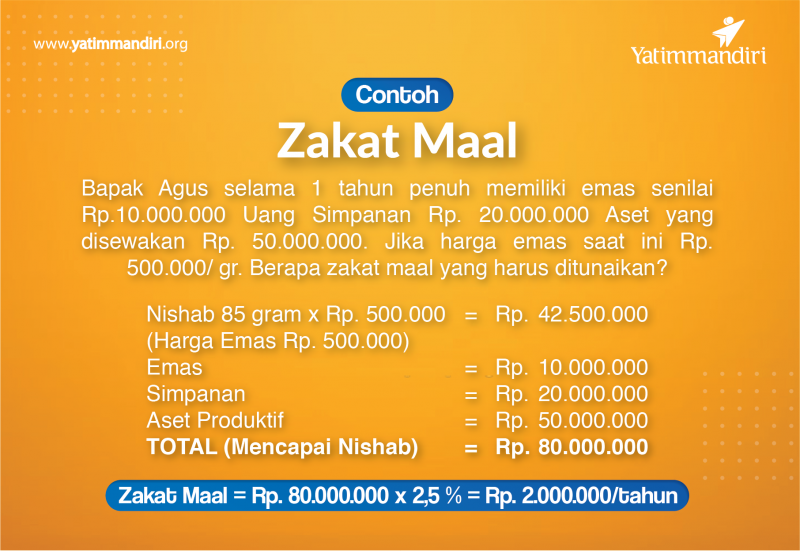 www.yatimmandiri.org
Yatimmandiri
Contoh
Zakat Maal
Bapak Agus selama 1 tahun penuh memiliki emas senilai
Rp.10.000.000 Uang Simpanan Rp. 20.000.000 Aset yang
disewakan Rp. 50.000.000. Jika harga emas saat ini Rp.
500.000/ gr. Berapa zakat maal yang harus ditunaikan?
Nishab 85 gram x Rp. 500.000 = Rp. 42.500.000
(Harga Emas Rp. 500.000)
Emas = Rp. 10.000.000
Simpanan = Rp. 20.000.000
Aset Produktif = Rp. 50.000.000
TOTAL (Mencapai Nishab) = Rp. 80.000.000
Zakat Maal = Rp. 80.000.000 x 2,5 % = Rp. 2.000.000/tahun